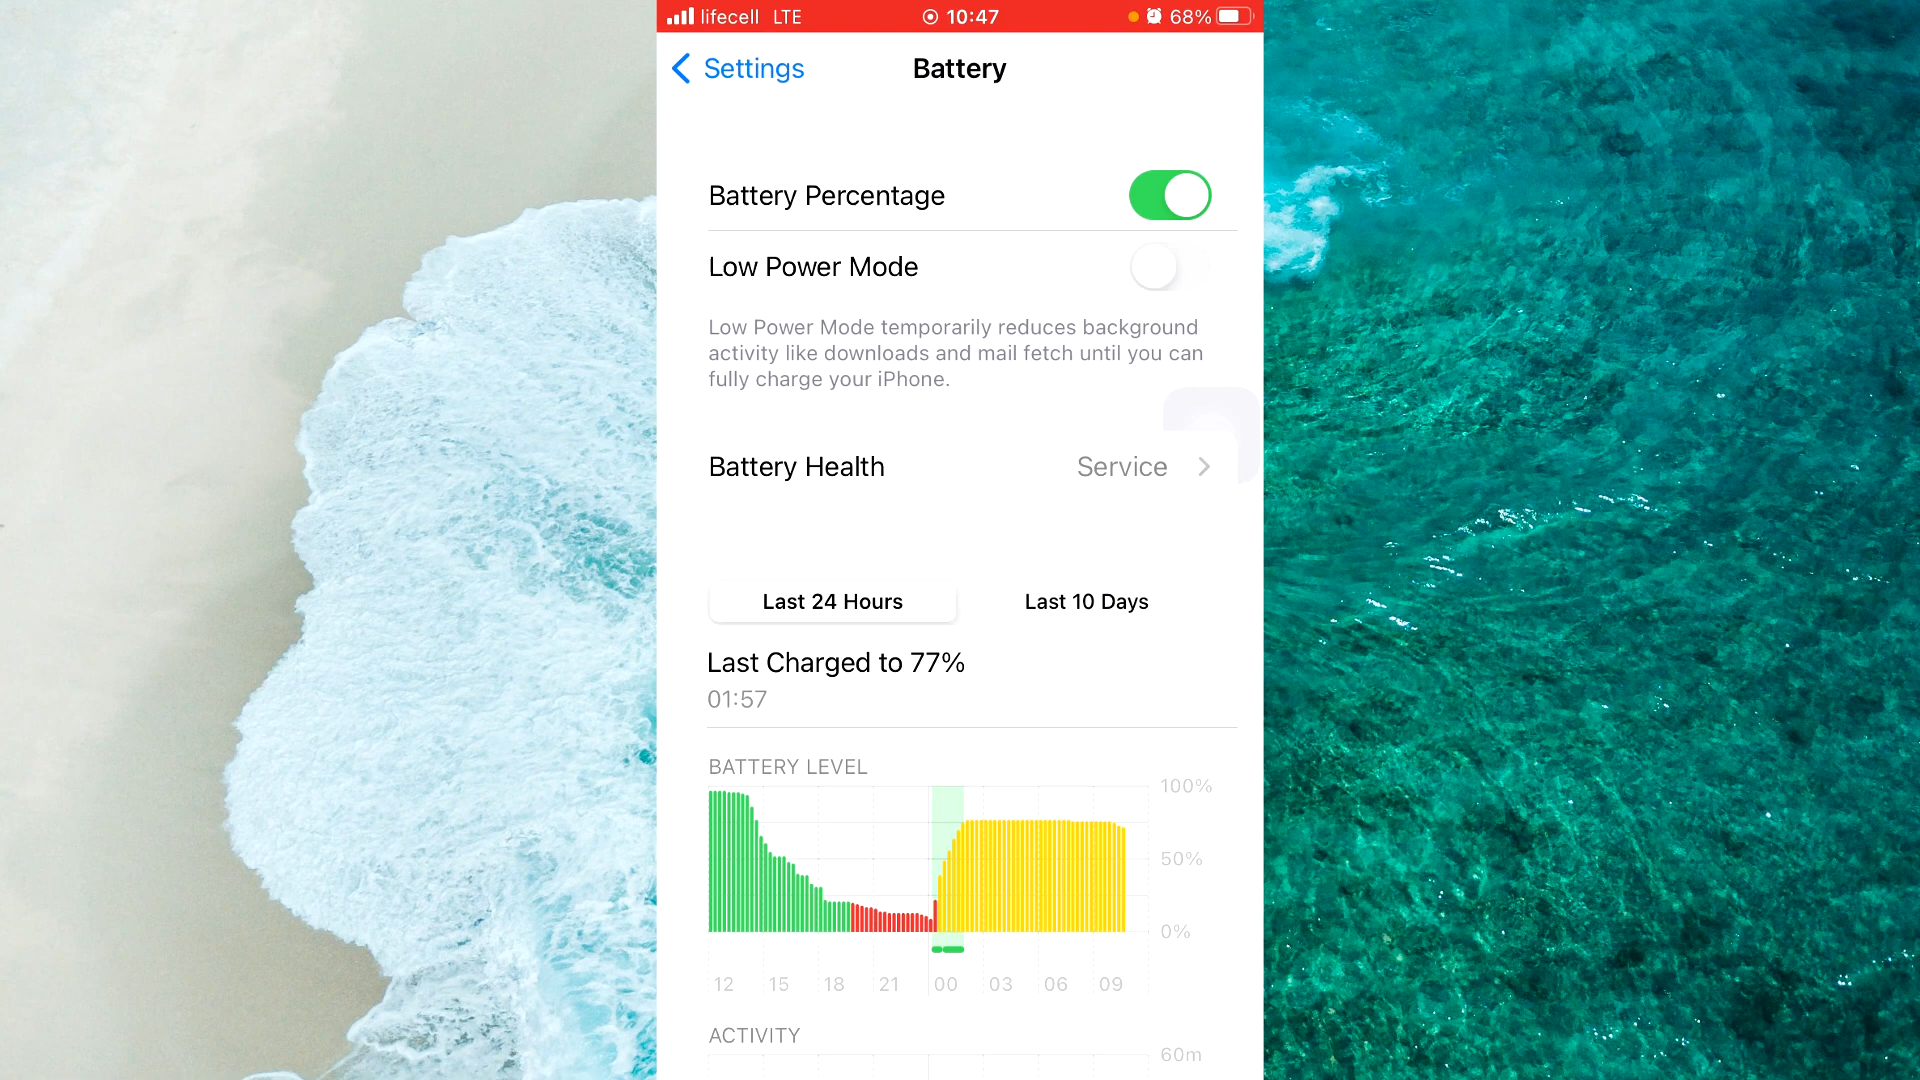 lifecell LTE 10:47 68%
Settings Battery
Battery Percentage
Low Power Mode
Low Power Mode temporarily reduces background
activity like downloads and mail fetch until you can
fully charge your iPhone.
Battery Health Service
Last 24 Hours Last 10 Days
Last Charged to 77%
01:57
BATTERY LEVEL
100%
50%
0%
12 15 18 21 00 03 06 09
ACTIVITY
60m